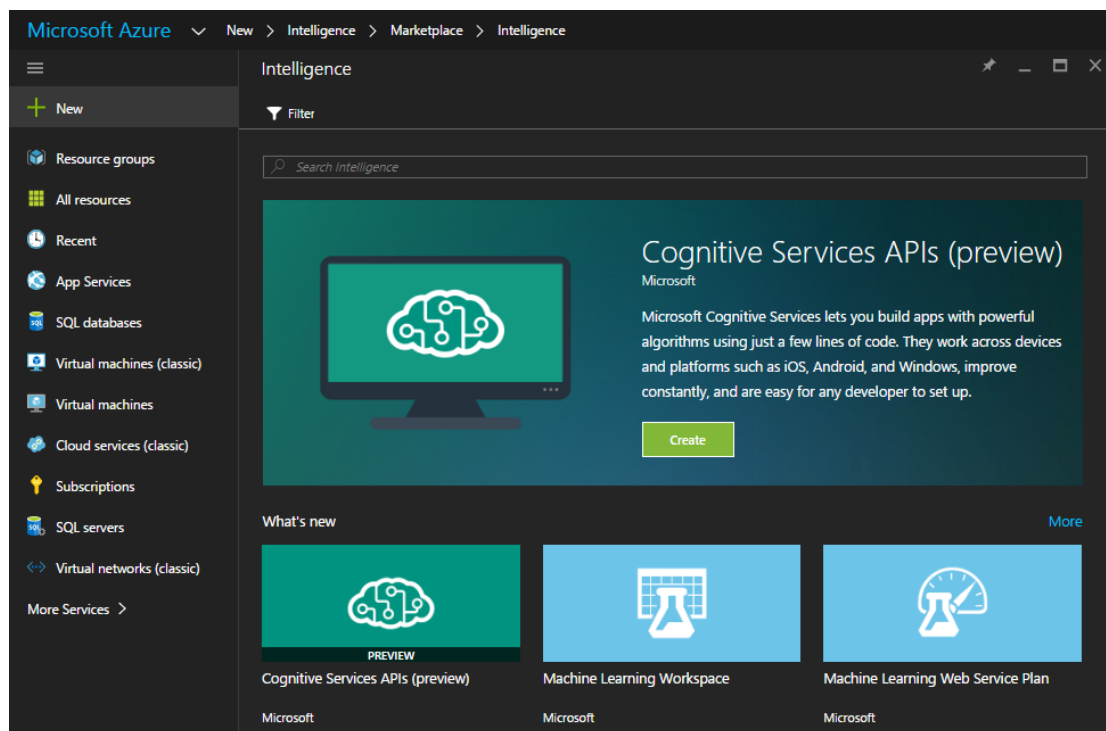 Microsoft Azure New > Intelligence > Marketplace > Intelligence
Intelligence
New
Filter
Resource groups
Search Intelligence
All resources
Recent
App Services
SQL databases
Virtual machines (classic)
Virtual machines
Cloud services (classic)
Subscriptions
SQL servers
Virtual networks (classic)
More Services >
Cognitive Services APIs (preview)
Microsoft
Microsoft Cognitive Services lets you build apps with powerful
algorithms using just a few lines of code. They work across devices
and platforms such as iOS, Android, and Windows, improve
constantly, and are easy for any developer to set up.
Create
What's new More
PREVIEW
Cognitive Services APIs (preview) Machine Learning Workspace Machine Learning Web Service Plan
Microsoft Microsoft Microsoft